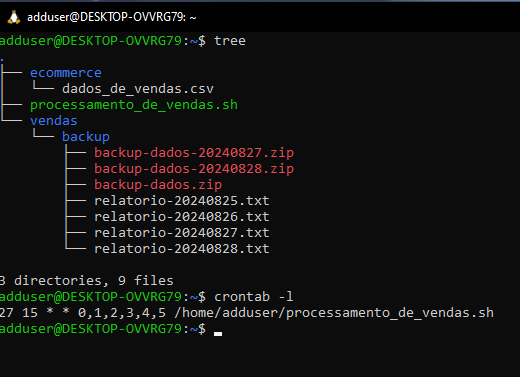 adduser@DESKTOP-OVVRG79: ~
adduser@DESKTOP-OVVRG79:~$ tree
.
├── ecommerce
│   └── dados_de_vendas.csv
├── processamento_de_vendas.sh
└── vendas
    └── backup
        ├── backup-dados-20240827.zip
        ├── backup-dados-20240828.zip
        ├── backup-dados.zip
        ├── relatorio-20240825.txt
        ├── relatorio-20240826.txt
        ├── relatorio-20240827.txt
        └── relatorio-20240828.txt
3 directories, 9 files
adduser@DESKTOP-OVVRG79:~$ crontab -l
27 15 * * 0,1,2,3,4,5 /home/adduser/processamento_de_vendas.sh
adduser@DESKTOP-OVVRG79:~$